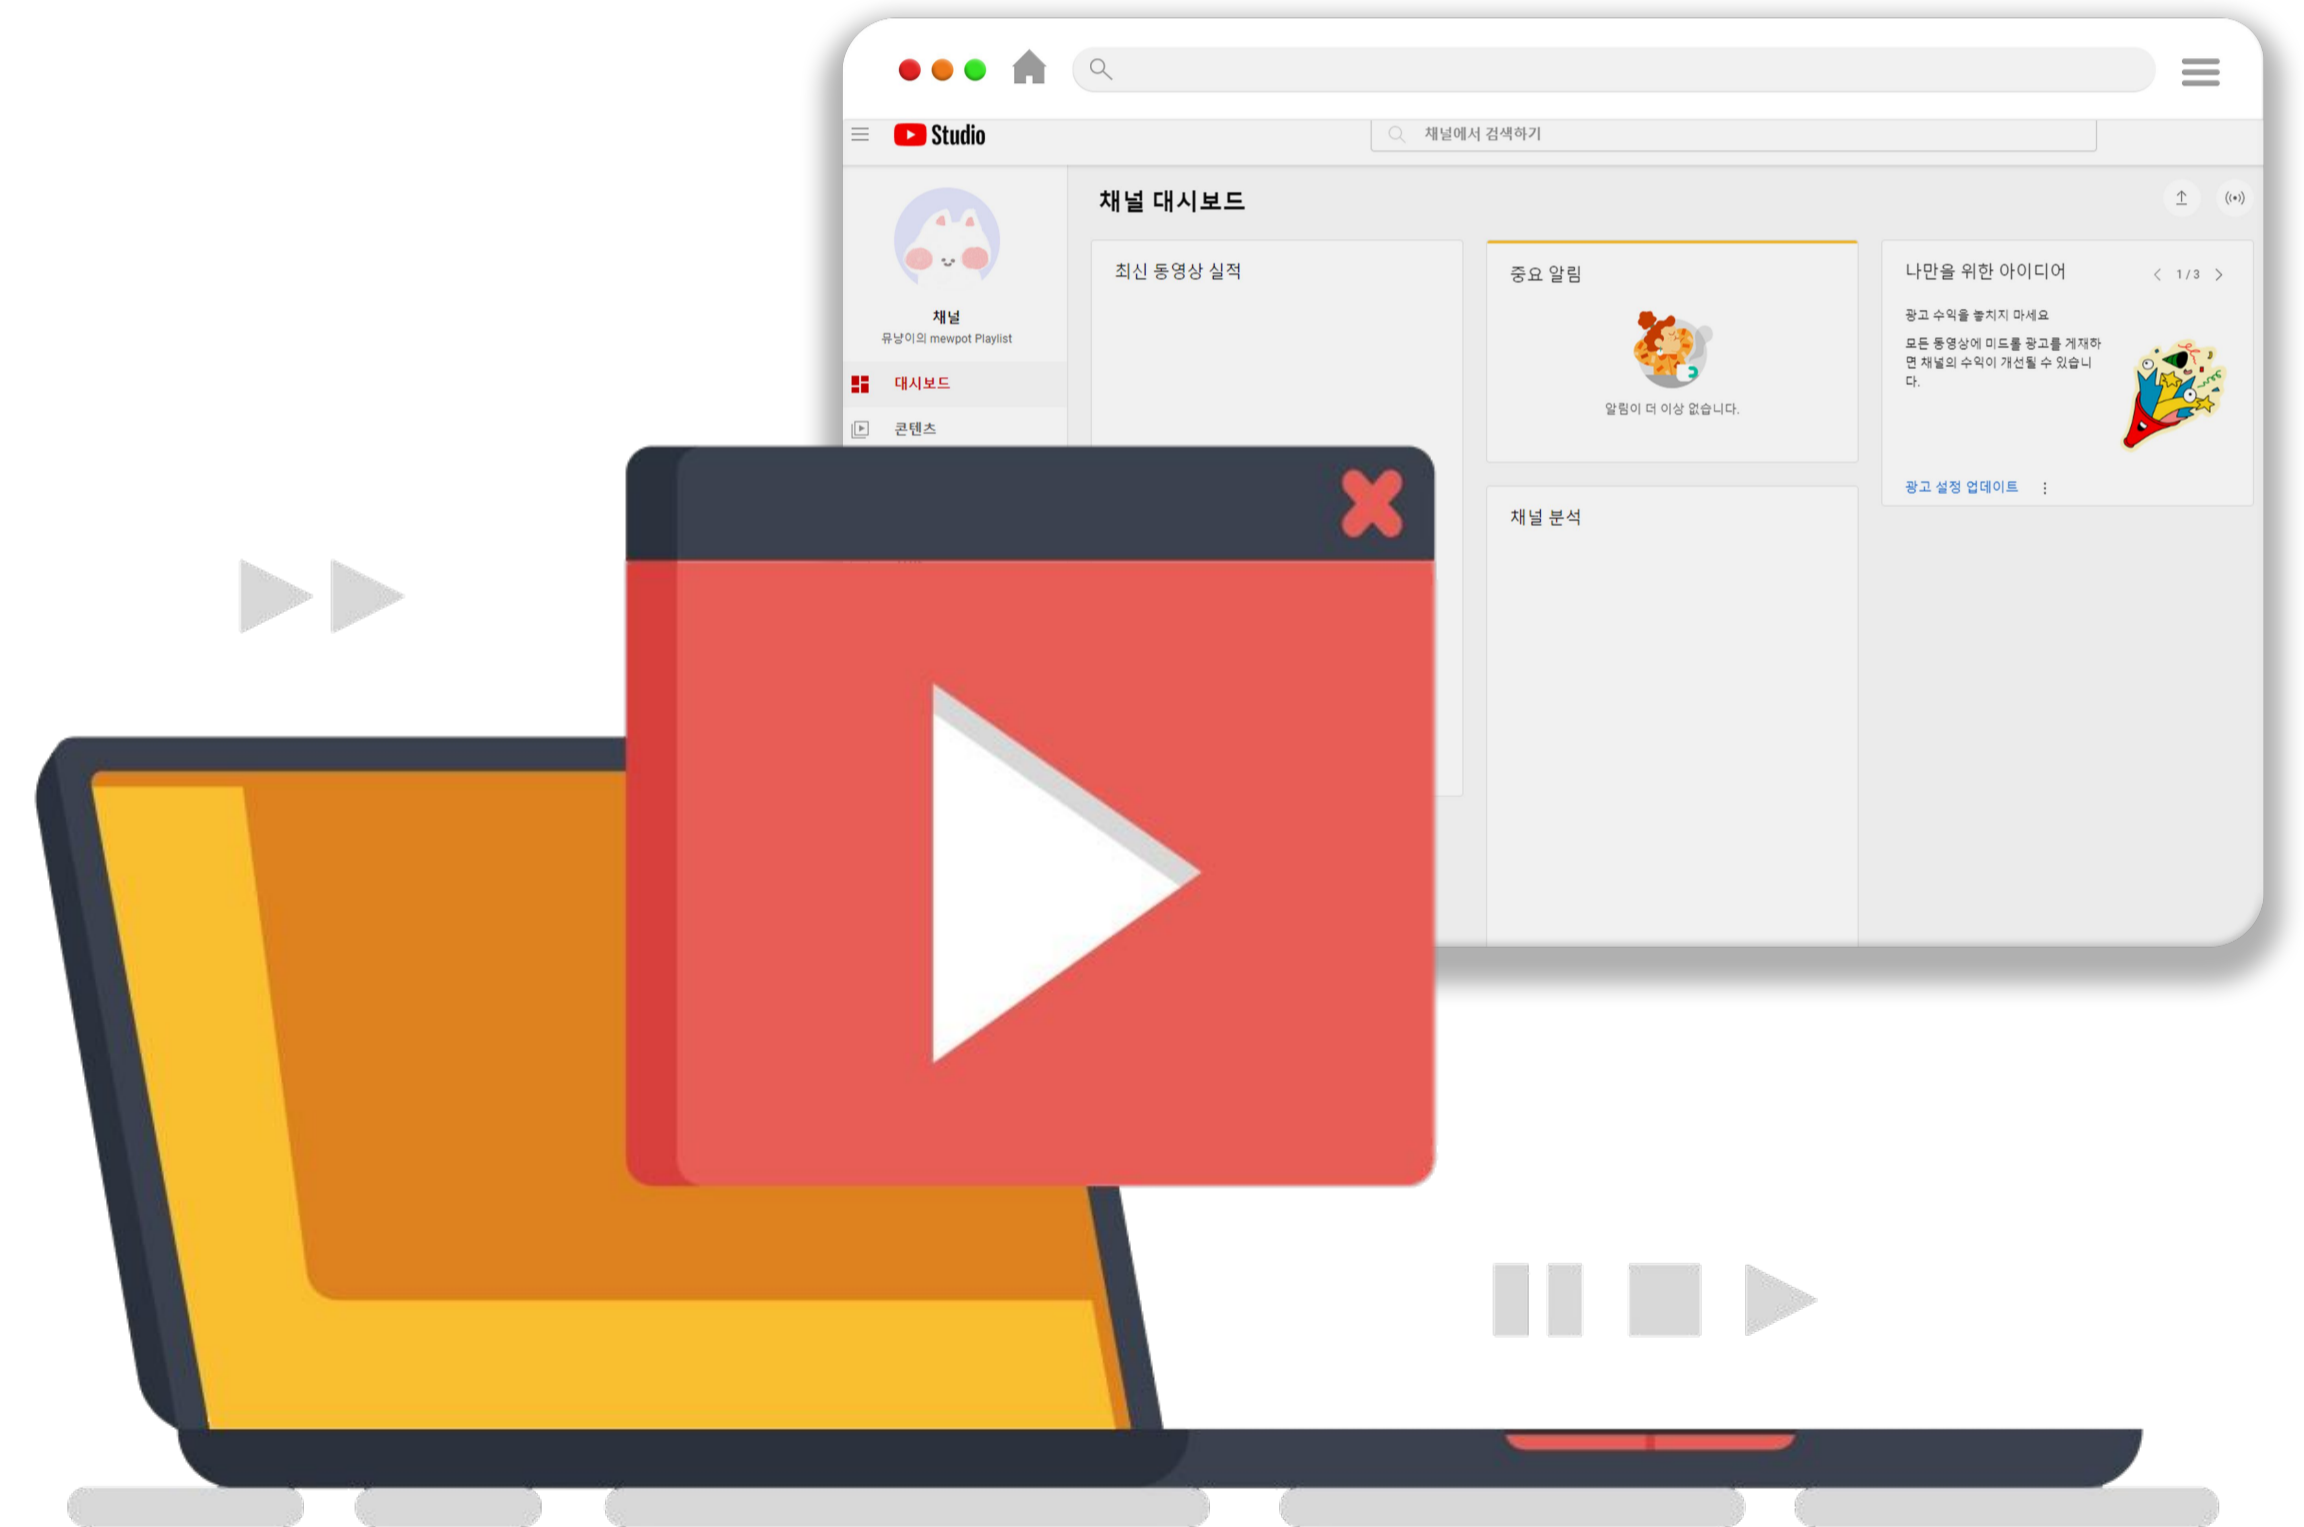 Studio
채널에서 검색하기
채널
뮤냥이의 mewpot Playlist
대시보드
콘텐츠
채널 대시보드
최신 동영상 실적
중요 알림
알림이 더 이상 없습니다.
채널 분석
나만을 위한 아이디어
1 / 3
광고 수익을 놓치지 마세요
모든 동영상에 미드롤 광고를 게재하
면 채널의 수익이 개선될 수 있습니
다.
광고 설정 업데이트